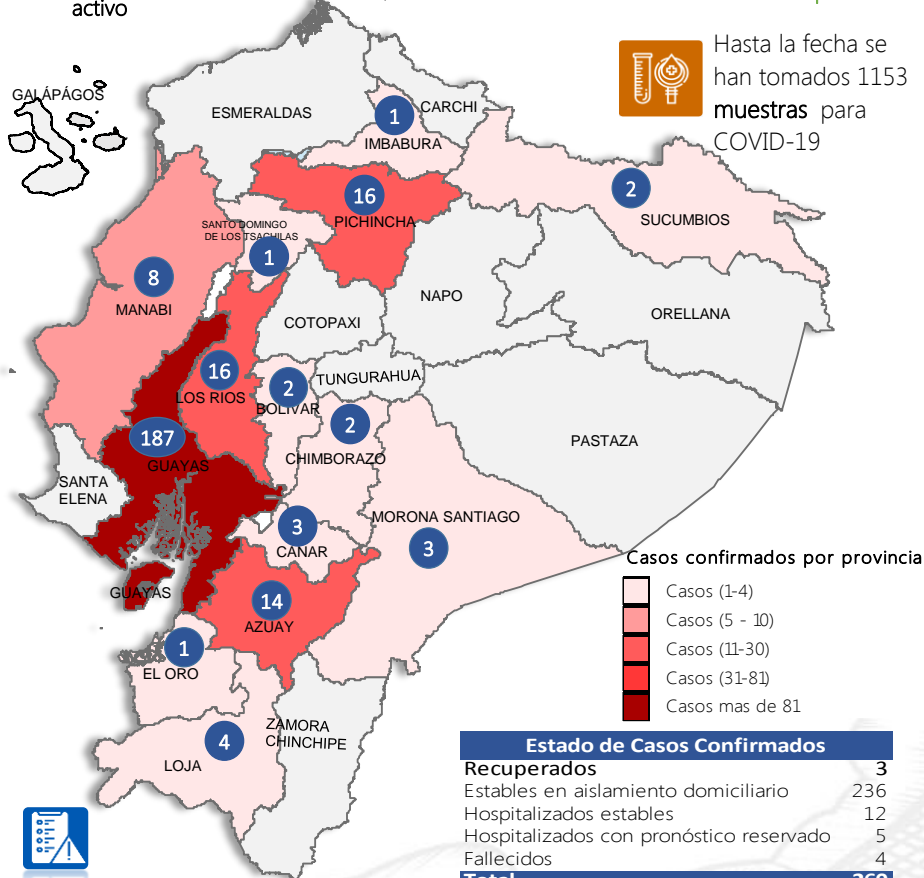 activo
Hasta la fecha se
han tomados 1153
muestras para
COVID-19
GALÁPAGOS
ESMERALDAS
CARCHI
1
IMBABURA
16
PICHINCHA
2
SUCUMBIOS
SANTO DOMINGO
DE LOS TSACHILAS
1
8
MANABI
NAPO
ORELLANA
COTOPAXI
16
LOS RIOS
2
BOLIVAR
TUNGURAHUA
2
CHIMBORAZO
187
GUAYAS
PASTAZA
SANTA
ELENA
3
CAÑAR
MORONA SANTIAGO
3
GUAYAS
14
AZUAY
1
EL ORO
4
LOJA
ZAMORA
CHINCHIPE
Casos confirmados por provincia
Casos (1-4)
Casos (5 - 10)
Casos (11-30)
Casos (31-81)
Casos mas de 81
Estado de Casos Confirmados
Recuperados 3
Estables en aislamiento domiciliario 236
Hospitalizados estables 12
Hospitalizados con pronóstico reservado 5
Fallecidos 4
Total 260